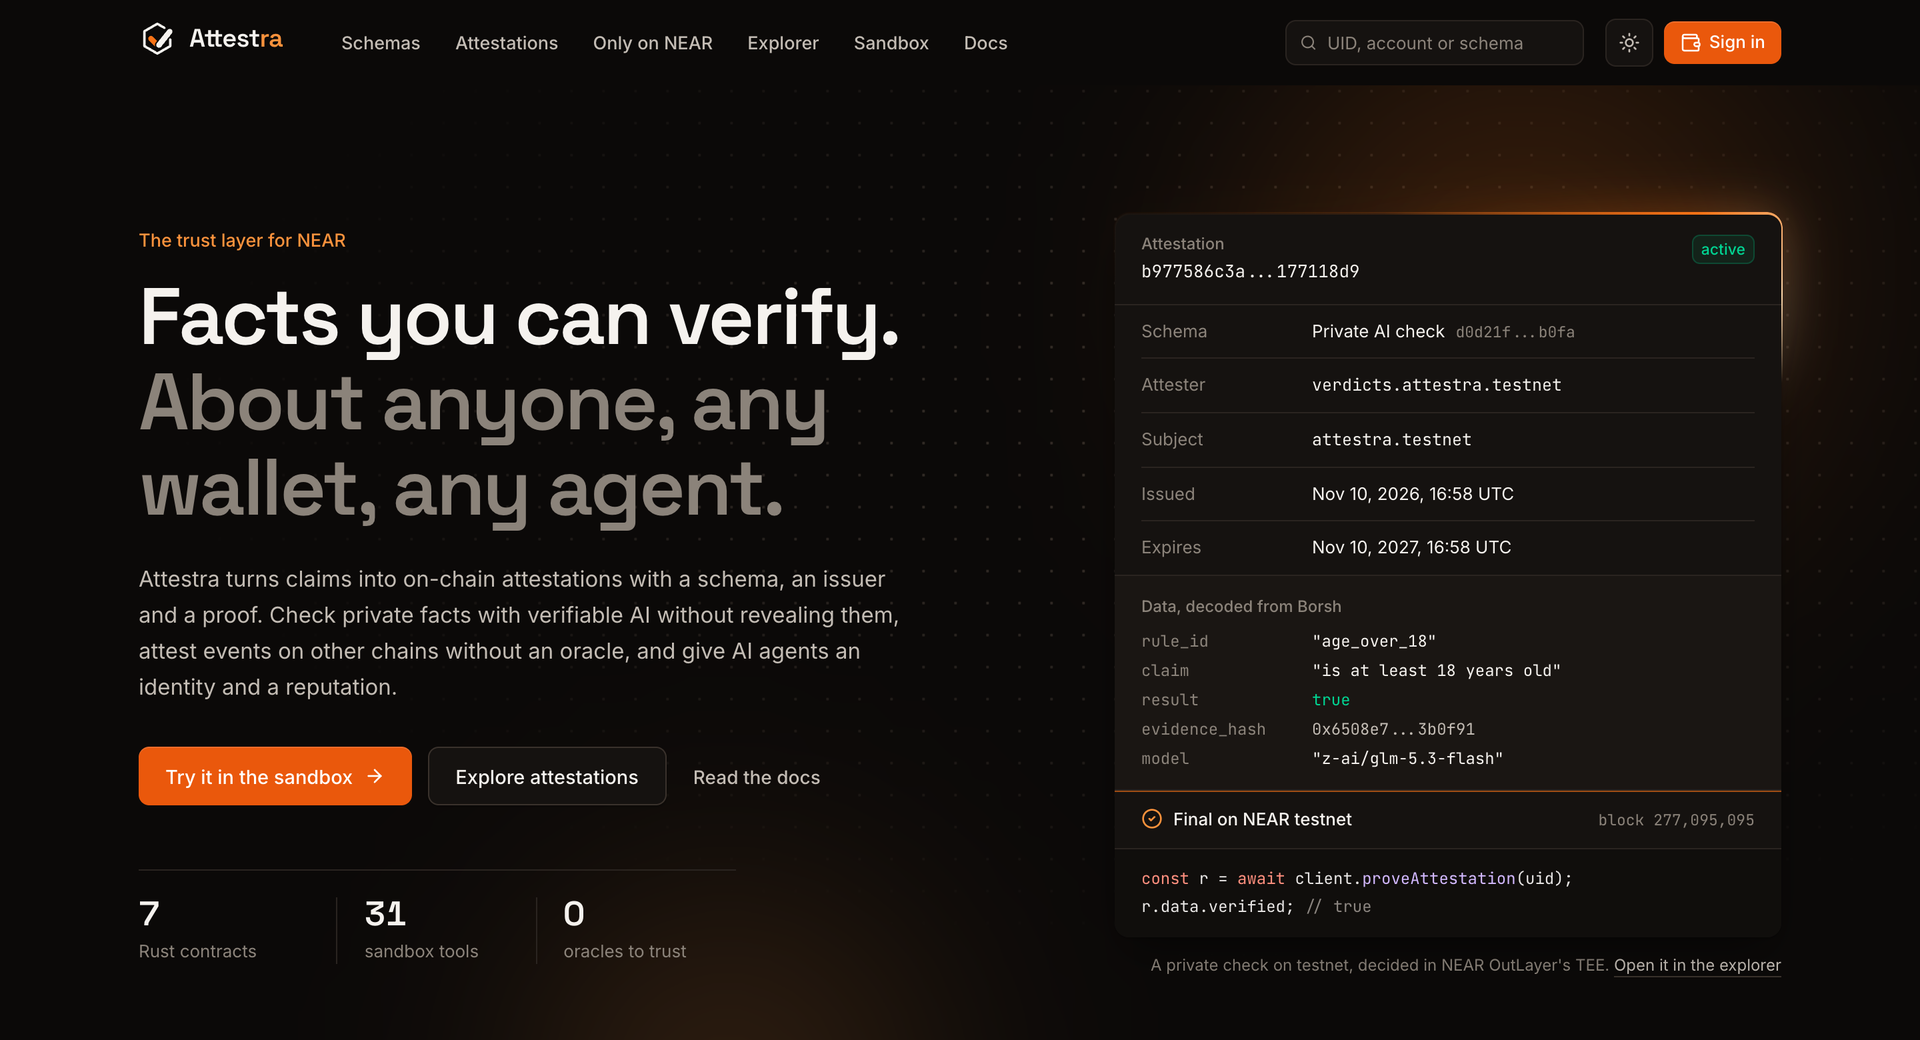 Attestra
Schemas
Attestations
Only on NEAR
Explorer
Sandbox
Docs
UID, account or schema
Sign in
The trust layer for NEAR
Facts you can verify.
About anyone, any
wallet, any agent.
Attestra turns claims into on-chain attestations with a schema, an issuer
and a proof. Check private facts with verifiable AI without revealing them,
attest events on other chains without an oracle, and give AI agents an
identity and a reputation.
Try it in the sandbox
Explore attestations
Read the docs
7
Rust contracts
31
sandbox tools
0
oracles to trust
Attestation
b977586c3a...177118d9
active
Schema Private AI check d0d21f...b0fa
Attester verdicts.attestra.testnet
Subject attestra.testnet
Issued Nov 10, 2026, 16:58 UTC
Expires Nov 10, 2027, 16:58 UTC
Data, decoded from Borsh
rule_id "age_over_18"
claim "is at least 18 years old"
result true
evidence_hash 0x6508e7...3b0f91
model "z-ai/glm-5.3-flash"
Final on NEAR testnet block 277,095,095
const r = await client.proveAttestation(uid);
r.data.verified; // true
A private check on testnet, decided in NEAR OutLayer's TEE. Open it in the explorer